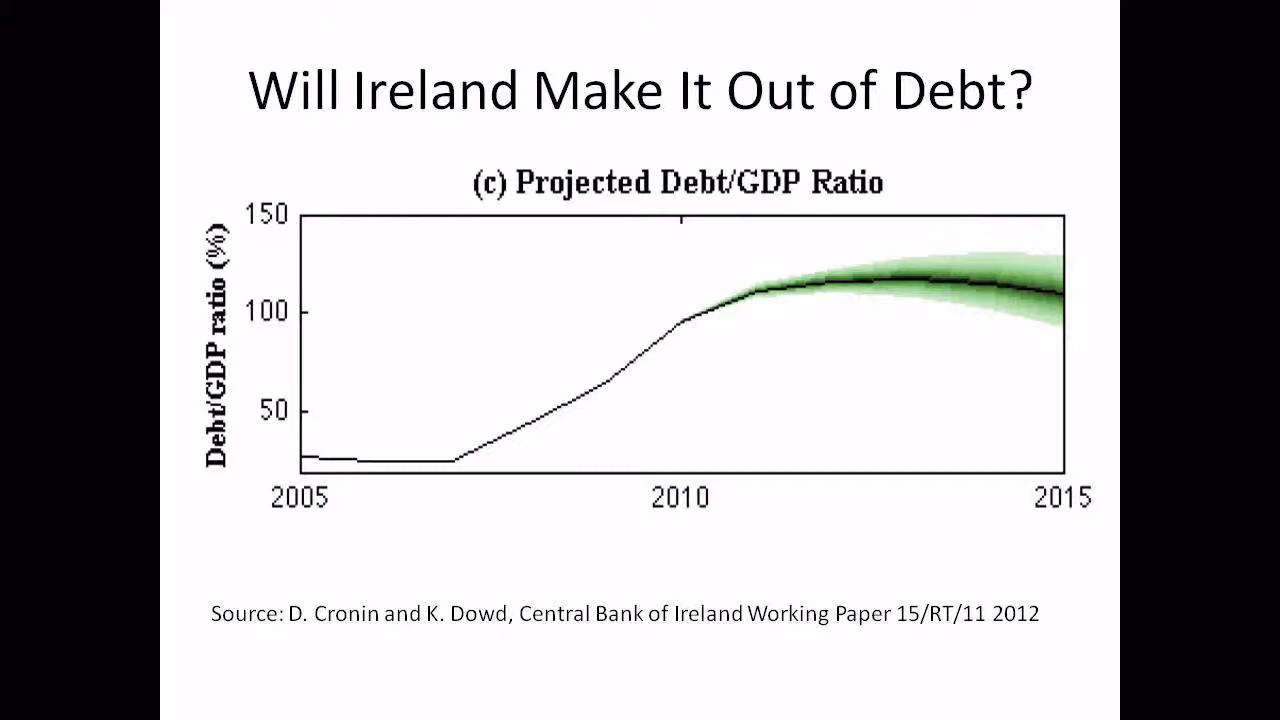 Will Ireland Make It Out of Debt?
(c) Projected Debt/GDP Ratio
Debt/GDP ratio (%)
150
100
50
2005 2010 2015
Source: D. Cronin and K. Dowd, Central Bank of Ireland Working Paper 15/RT/11 2012